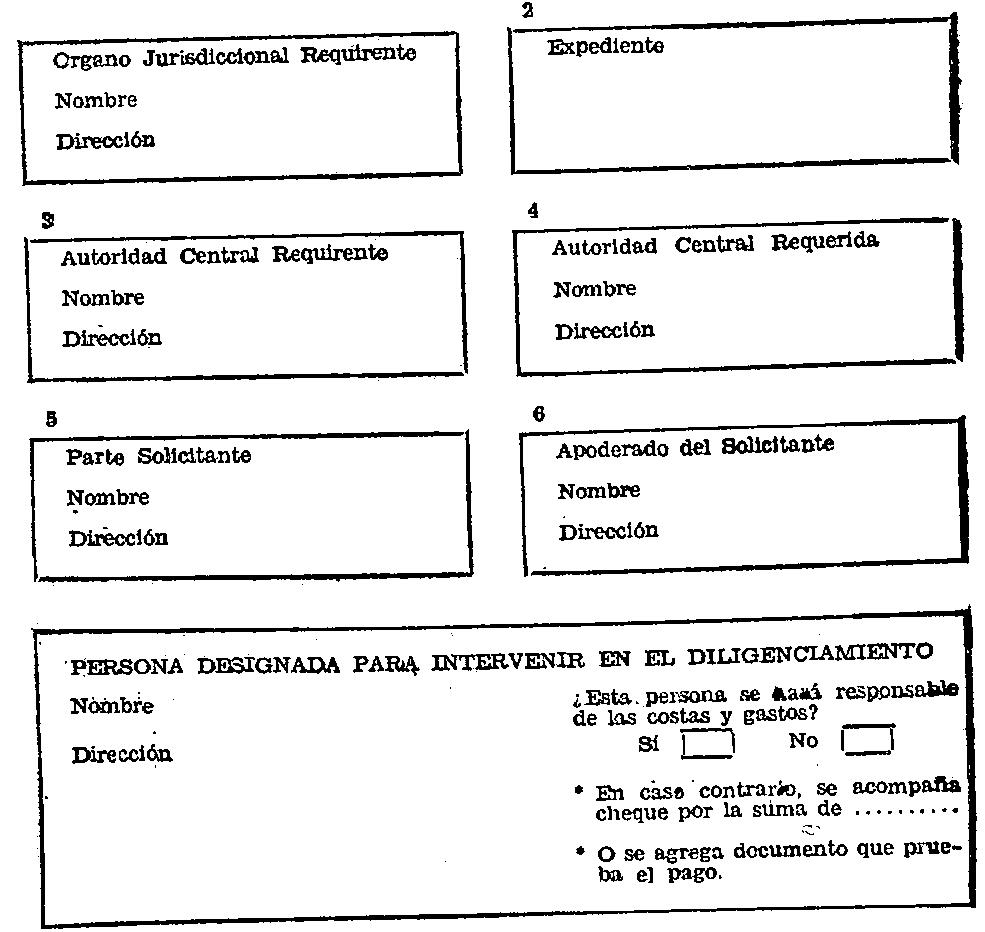 2
Organo Jurisdiccional Requirente
Nombre
Dirección
Expediente
3
Autoridad Central Requirente
Nombre
Dirección
4
Autoridad Central Requerida
Nombre
Dirección
5
Parte Solicitante
Nombre
Dirección
6
Apoderado del Solicitante
Nombre
Dirección
PERSONA DESIGNADA PARA INTERVENIR EN EL DILIGENCIAMIENTO
Nombre
Dirección
¿Esta persona se responsable
de las costas y gastos?
Sí No
* En caso contrario, se acompaña
cheque por la suma de ..........
* O se agrega documento que prue-
ba el pago.